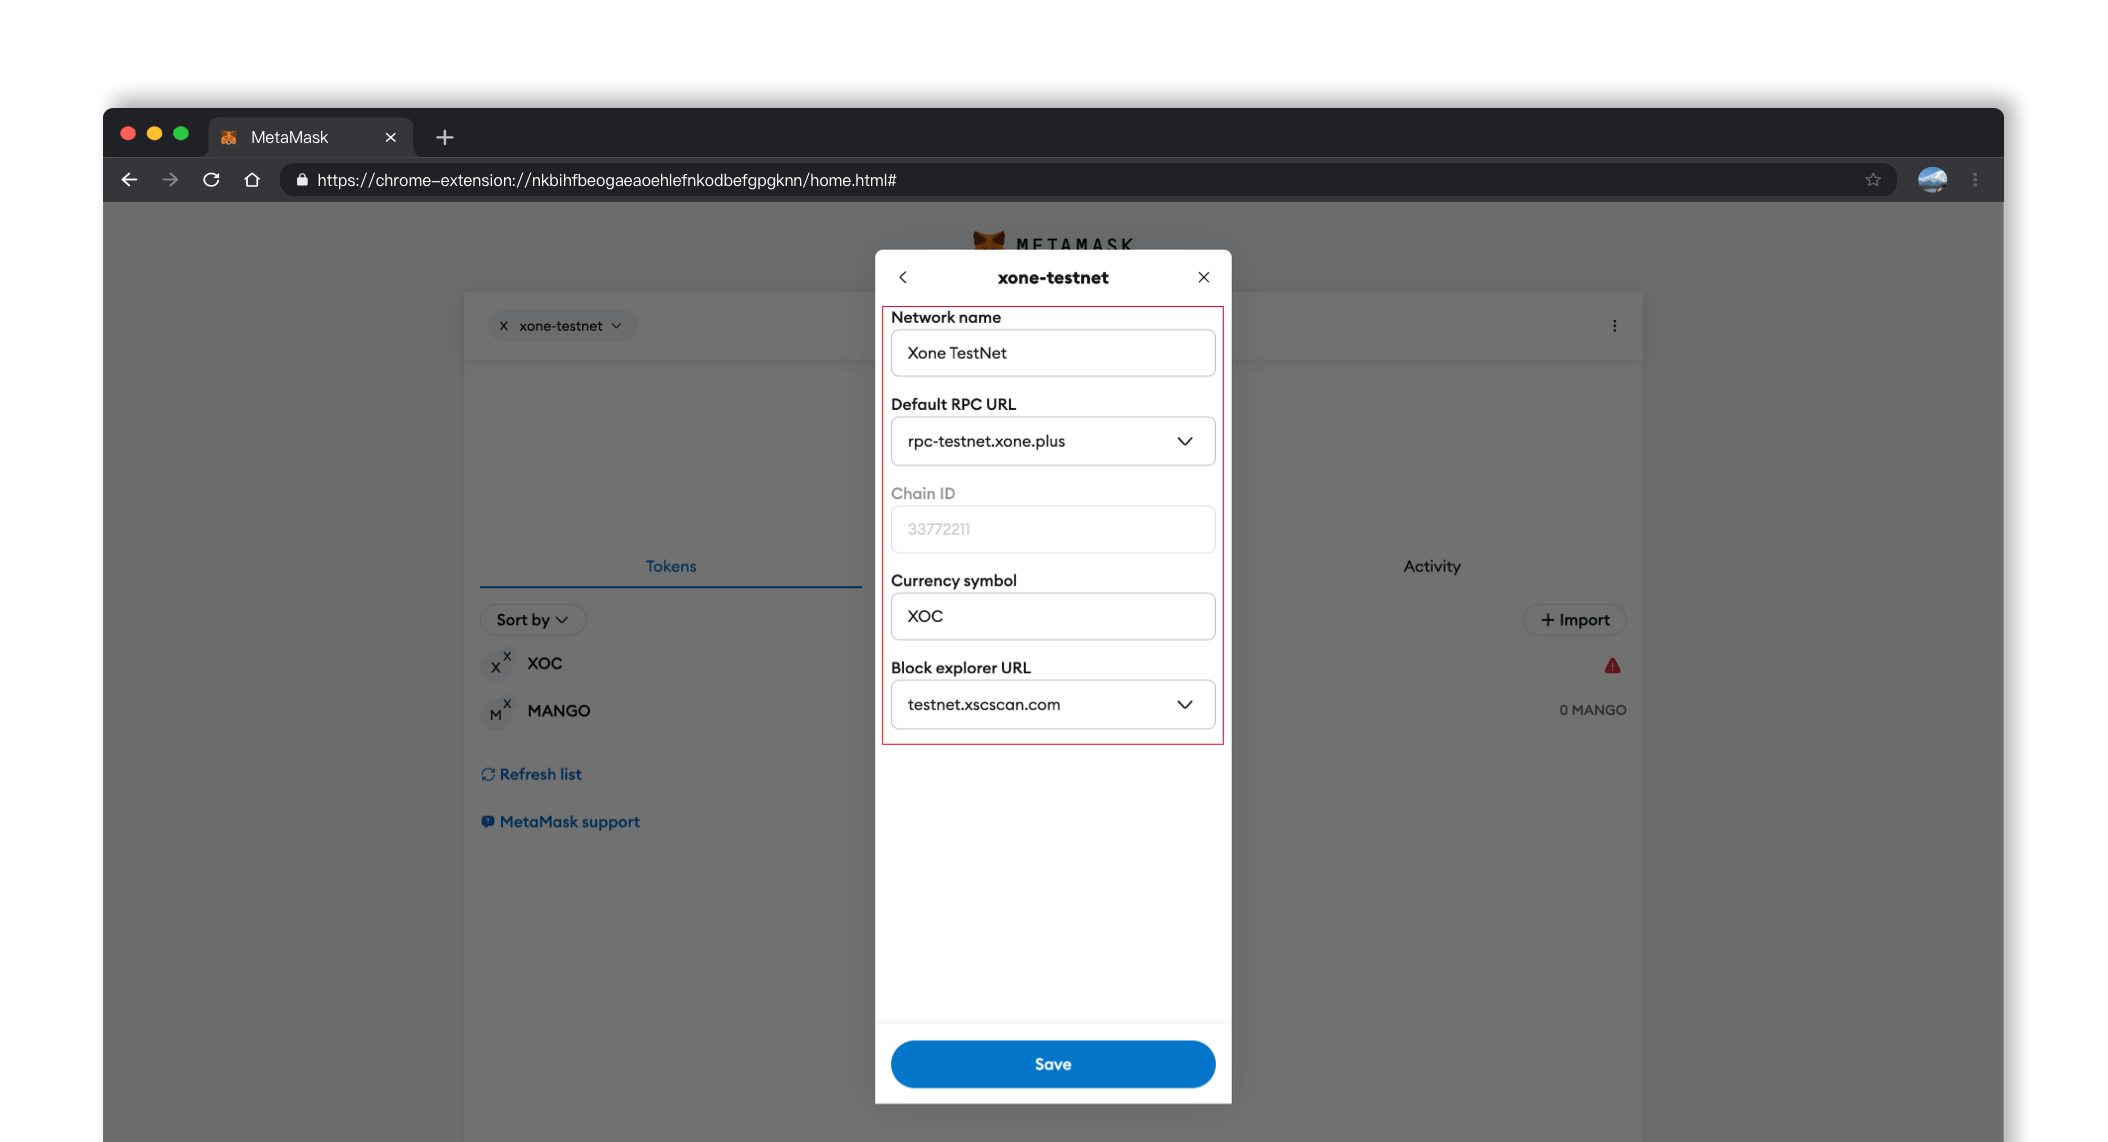 MetaMask
https://chrome-extension://nkbihfbeogaeaoehlefnkodbefgpgknn/home.html#
METAMASK
xone-testnet
X xone-testnet
Network name
Xone TestNet
Default RPC URL
rpc-testnet.xone.plus
Chain ID
33772211
Currency symbol
XOC
Block explorer URL
testnet.xscscan.com
Save
Tokens
Activity
Sort by
+ Import
X X XOC
M X MANGO
0 MANGO
Refresh list
MetaMask support